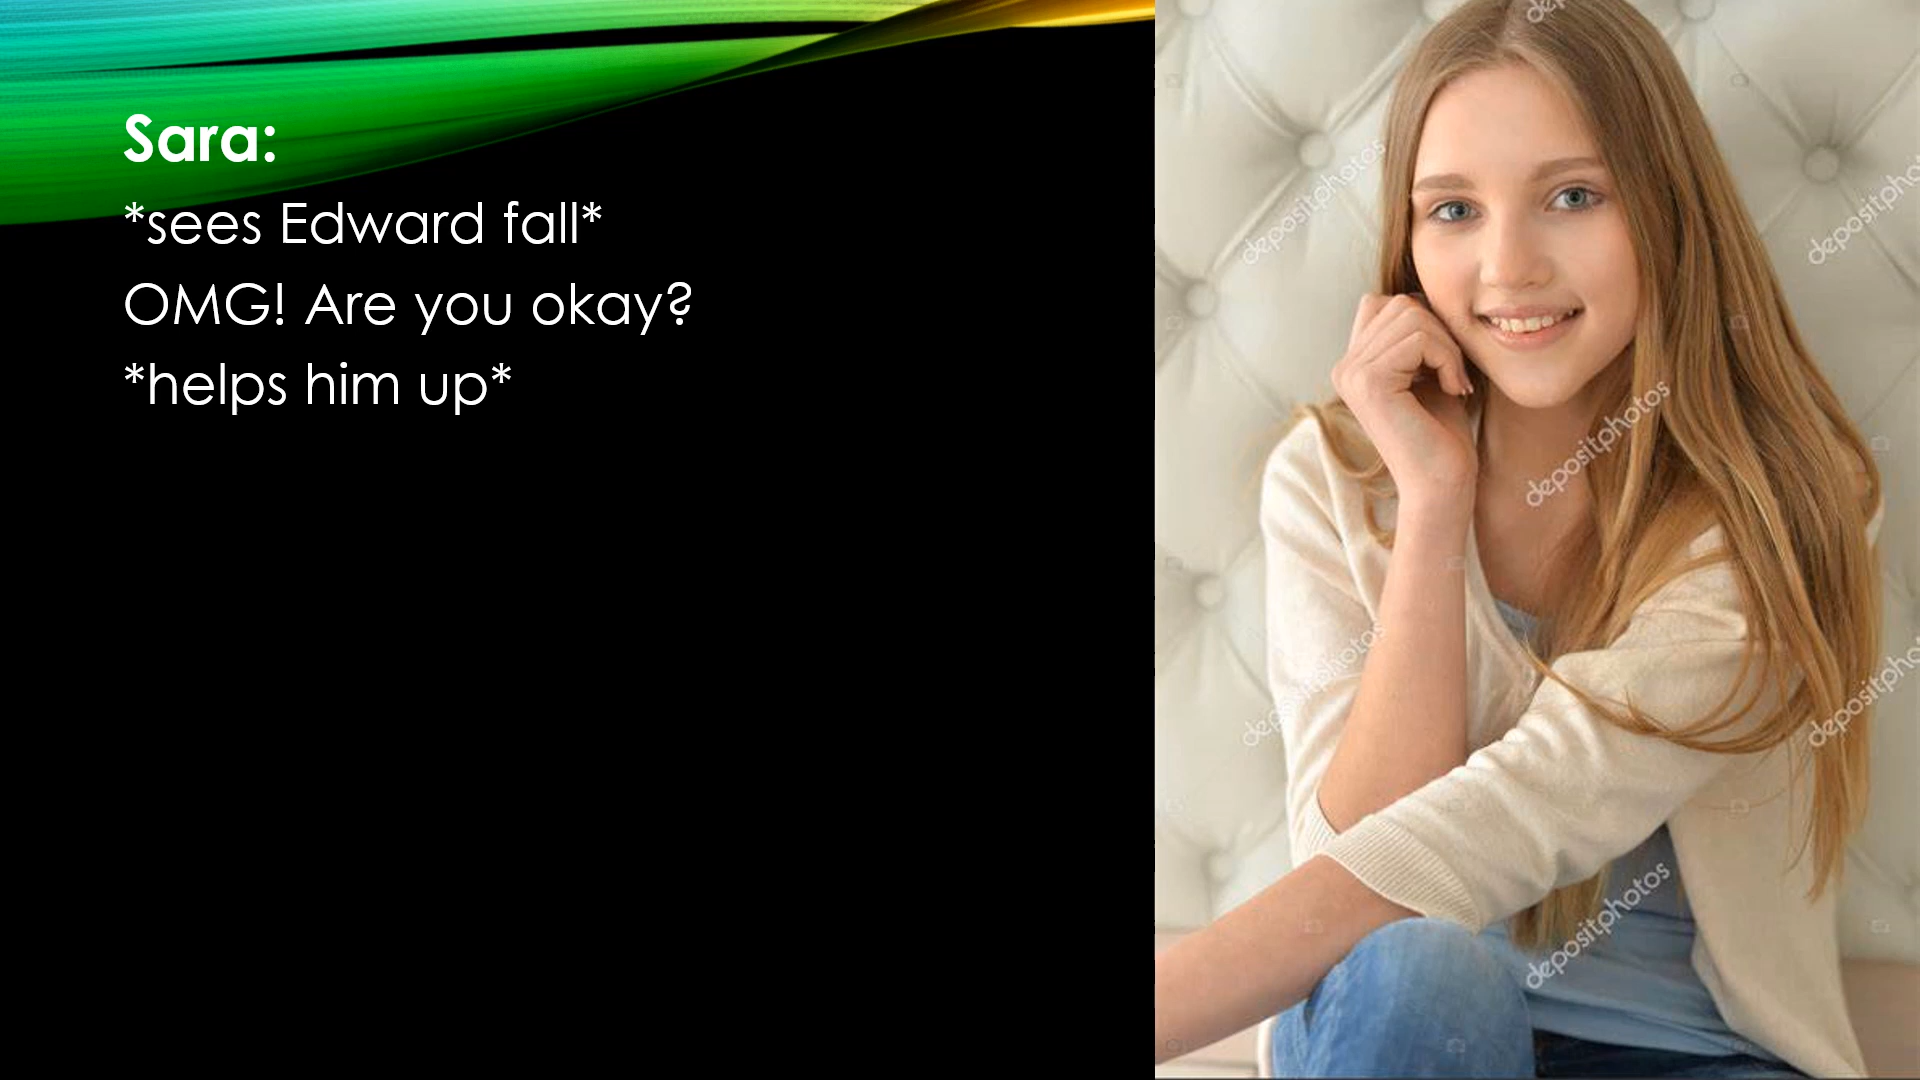 Sara:
*sees Edward fall*
OMG! Are you okay?
*helps him up*
depositphotos
depositphotos
depositphotos
depositphotos
depositphotos